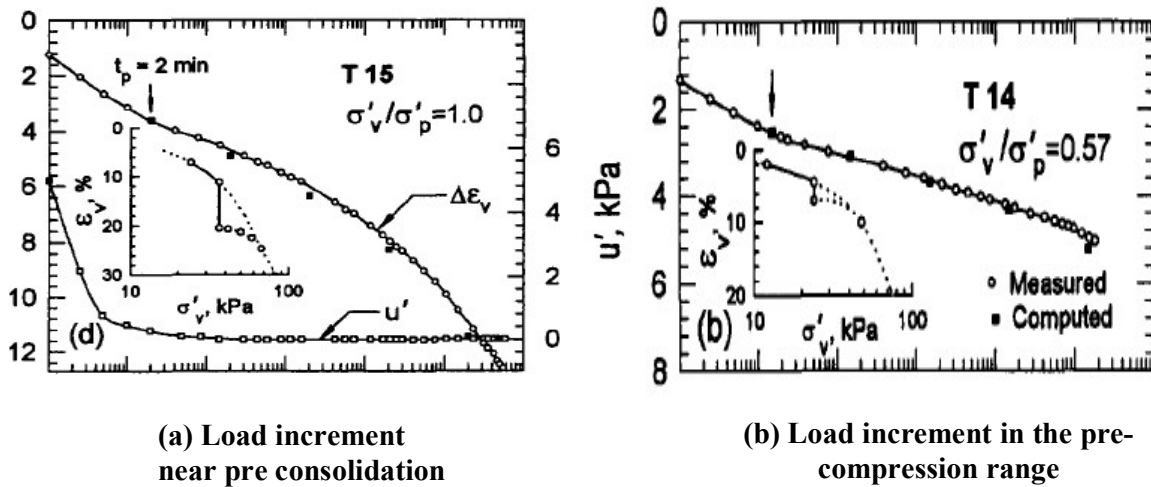 0
2
4
6
8
10
12
t_p = 2 min
T 15
σ'_v/σ'_p=1.0
0
10
20
30
ε_v, %
10
100
σ'_v, kPa
Δε_v
u'
(d)
6
4
2
0
u', kPa
0
2
4
6
8
T 14
σ'_v/σ'_p=0.57
0
10
20
ε_v, %
10
100
σ'_v, kPa
Measured
Computed
(b)
(a) Load increment
near pre consolidation
(b) Load increment in the pre-
compression range